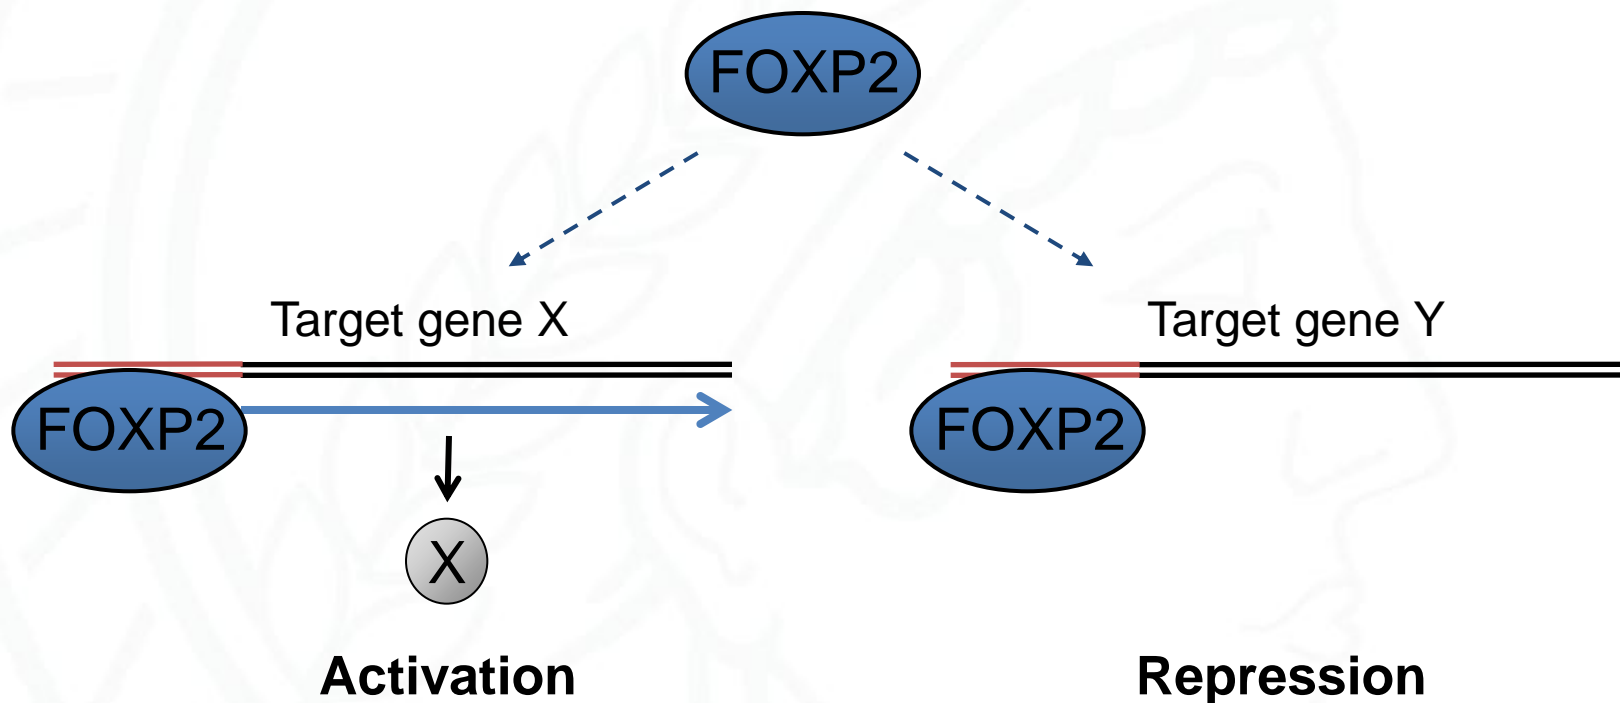 FOXP2
Target gene X
Target gene Y
FOXP2
FOXP2
X
Activation
Repression